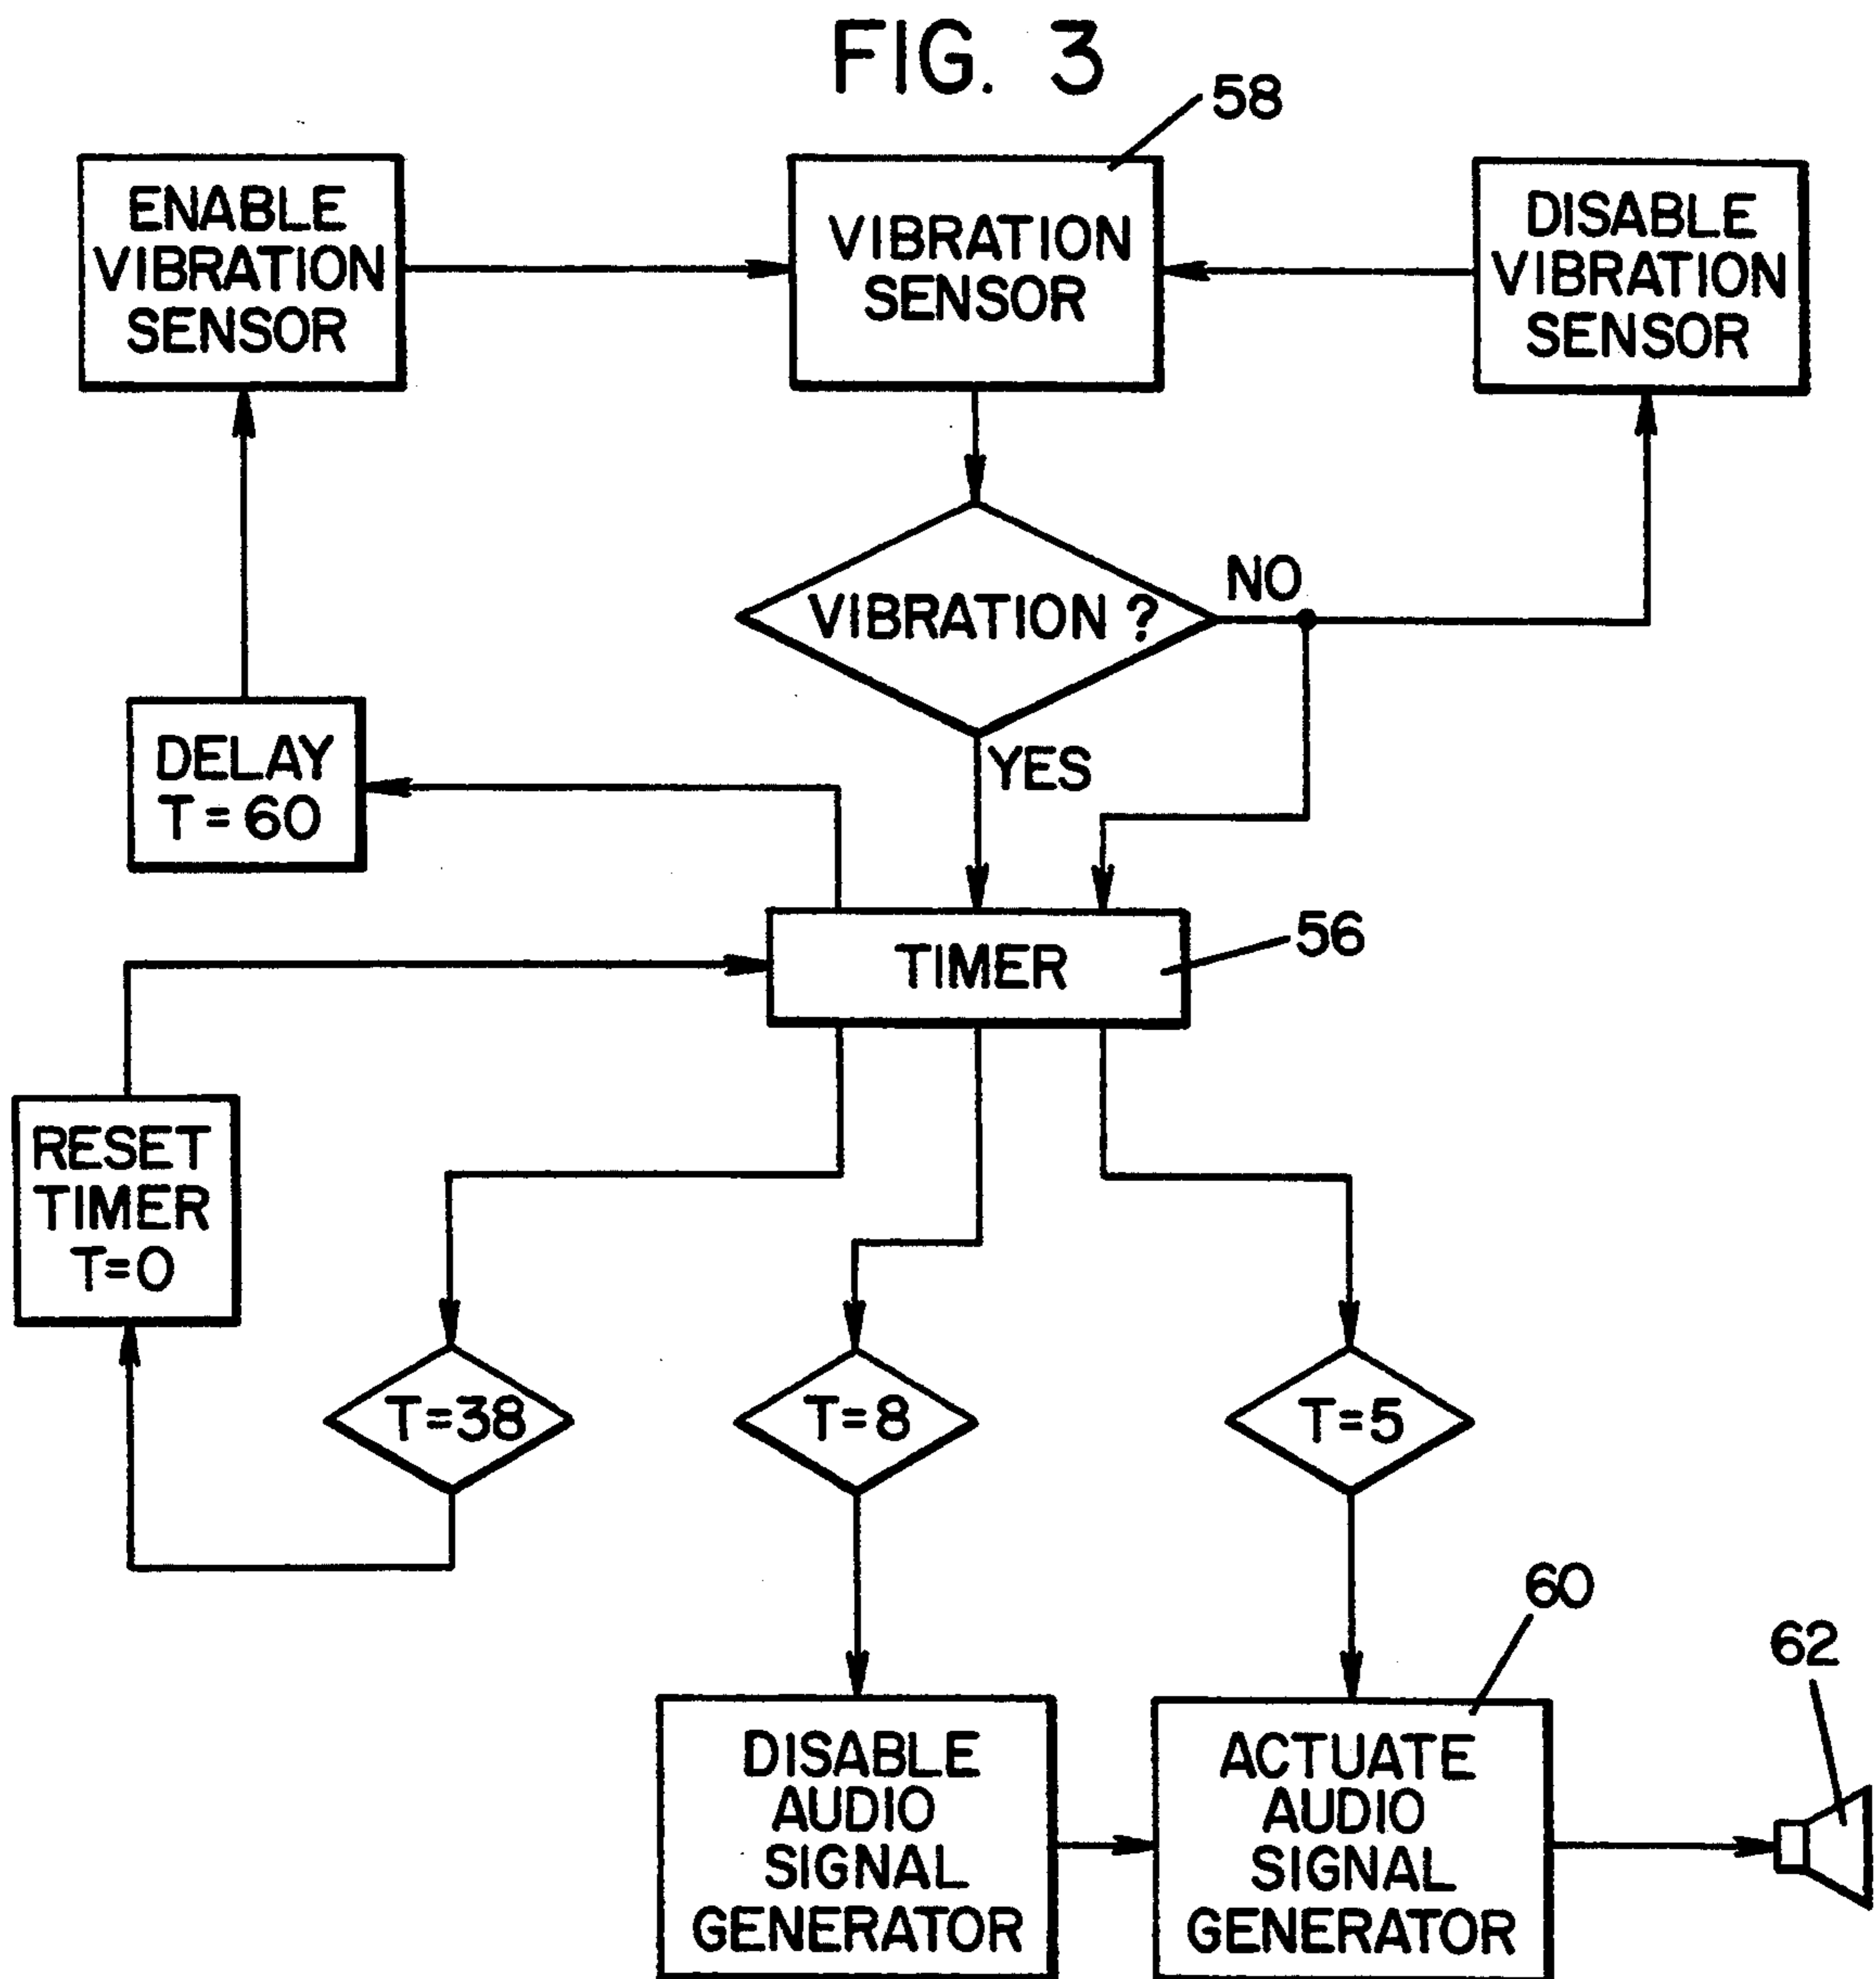 FIG. 3
58
ENABLE
VIBRATION
SENSOR
VIBRATION
SENSOR
DISABLE
VIBRATION
SENSOR
VIBRATION ?
NO
YES
DELAY
T=60
TIMER
56
RESET
TIMER
T=0
T=38
T=8
T=5
60
62
DISABLE
AUDIO
SIGNAL
GENERATOR
ACTUATE
AUDIO
SIGNAL
GENERATOR